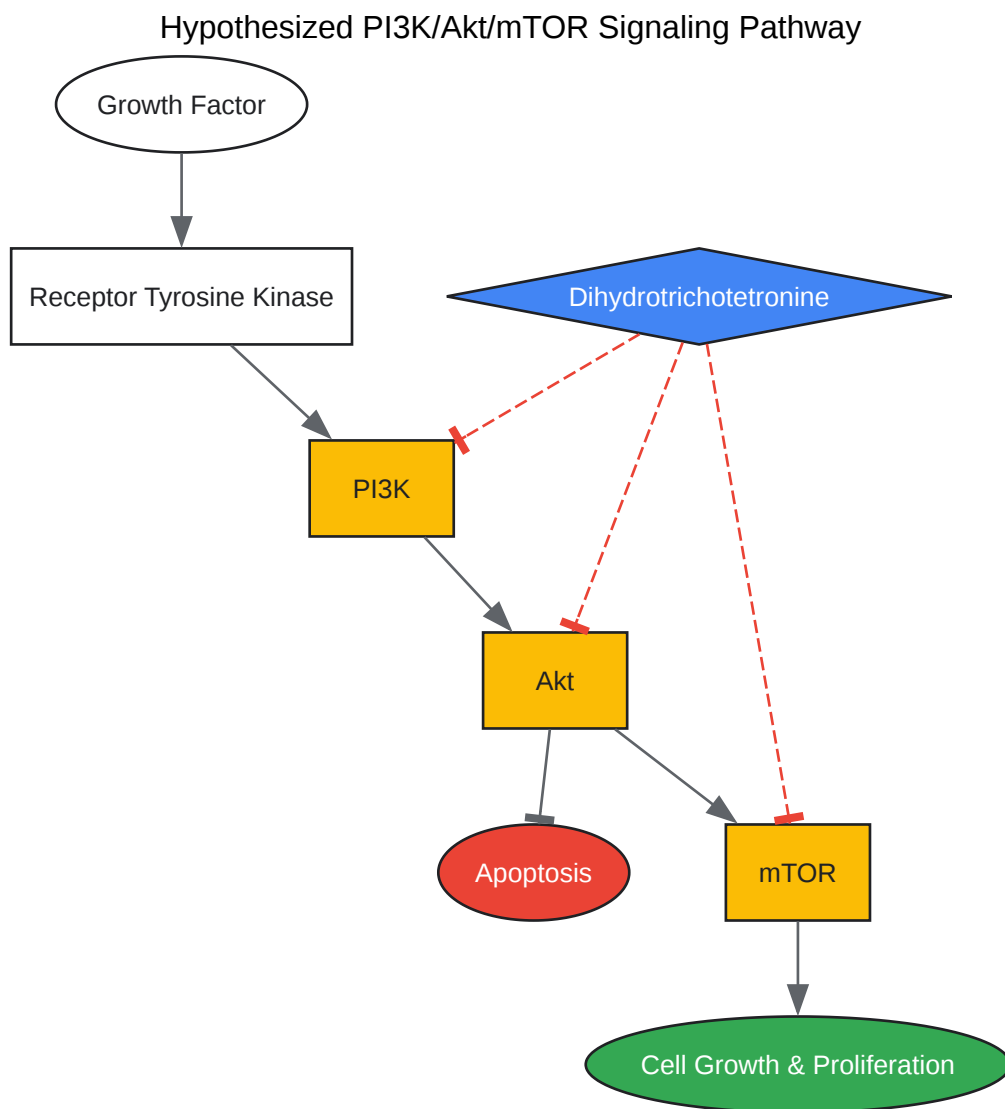 Hypothesized PI3K/Akt/mTOR Signaling Pathway
Growth Factor
Receptor Tyrosine Kinase
Dihydrotrichotetronine
PI3K
Akt
Apoptosis
mTOR
Cell Growth & Proliferation